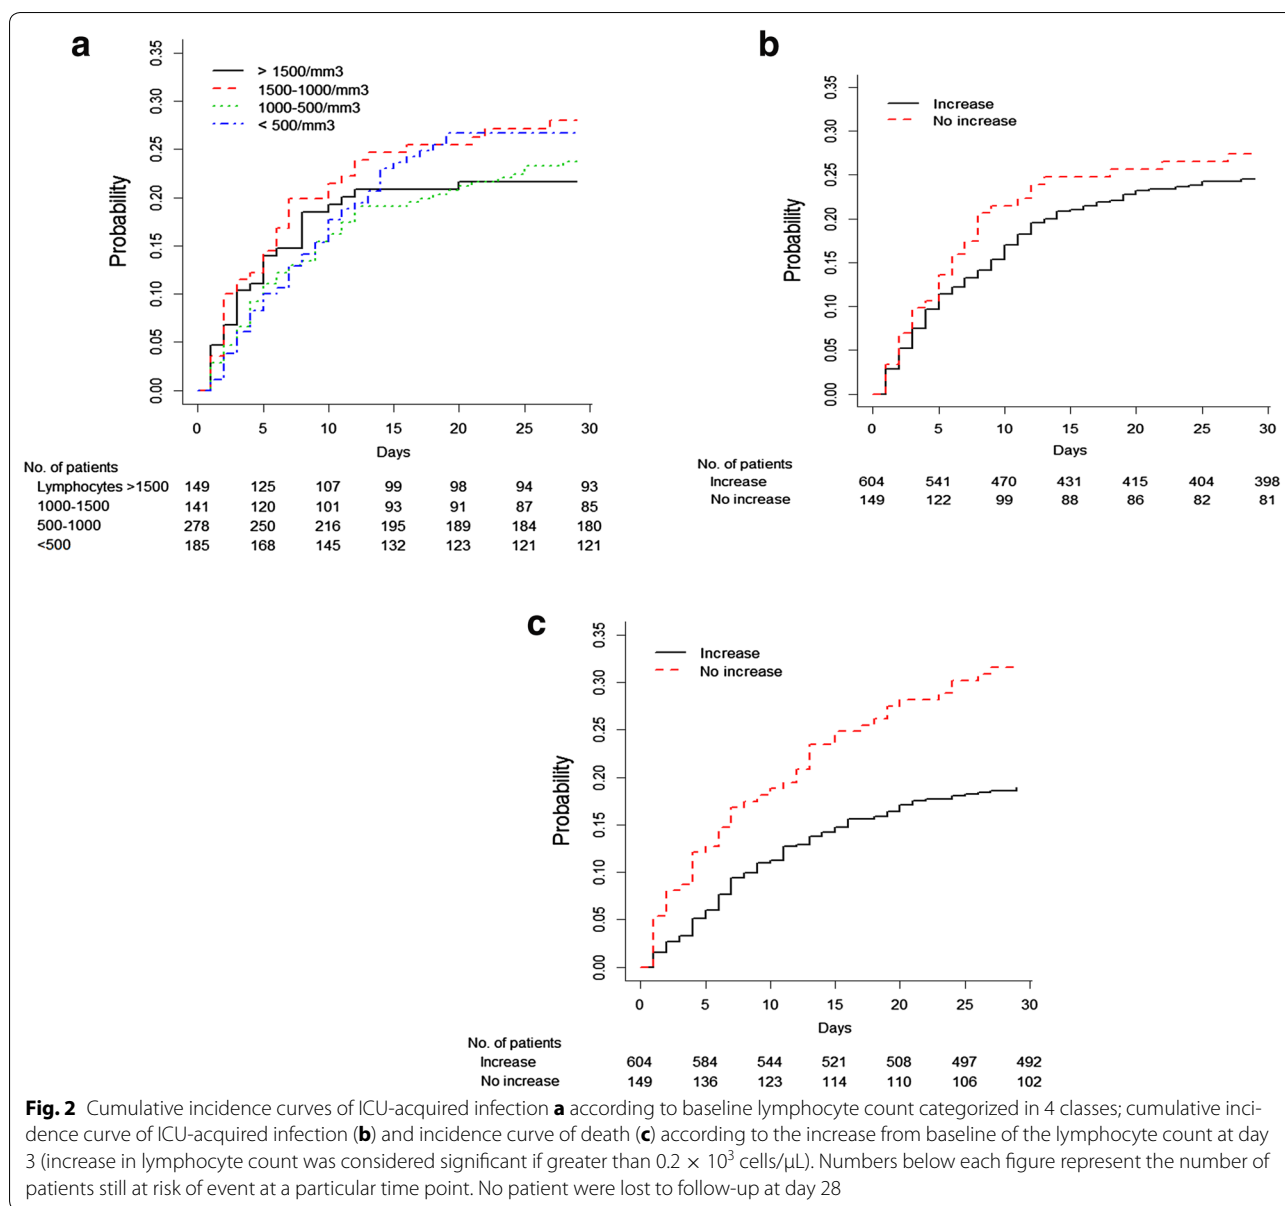 a
0.35
0.30
0.25
0.20
0.15
0.10
0.05
0.00
Probability
> 1500/mm3
1500-1000/mm3
1000-500/mm3
< 500/mm3
0 5 10 15 20 25 30
Days
No. of patients
Lymphocytes >1500 149 125 107 99 98 94 93
1000-1500 141 120 101 93 91 87 85
500-1000 278 250 216 195 189 184 180
<500 185 168 145 132 123 121 121
b
0.35
0.30
0.25
0.20
0.15
0.10
0.05
0.00
Probability
Increase
No increase
0 5 10 15 20 25 30
Days
No. of patients
Increase 604 541 470 431 415 404 398
No increase 149 122 99 88 86 82 81
c
0.35
0.30
0.25
0.20
0.15
0.10
0.05
0.00
Probability
Increase
No increase
0 5 10 15 20 25 30
Days
No. of patients
Increase 604 584 544 521 508 497 492
No increase 149 136 123 114 110 106 102
Fig. 2 Cumulative incidence curves of ICU-acquired infection a according to baseline lymphocyte count categorized in 4 classes; cumulative inci-
dence curve of ICU-acquired infection (b) and incidence curve of death (c) according to the increase from baseline of the lymphocyte count at day
3 (increase in lymphocyte count was considered significant if greater than 0.2 × 10³ cells/μL). Numbers below each figure represent the number of
patients still at risk of event at a particular time point. No patient were lost to follow-up at day 28